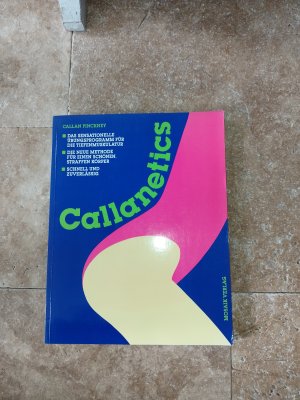 CALLAN PINCKNEY
DAS SENSATIONELLE
ÜBUNGSPROGRAMM FÜR
DIE TIEFENMUSKULATUR
DIE NEUE METHODE
FÜR EINEN SCHÖNEN,
STRAFFEN KÖRPER
SCHNELL UND
ZUVERLÄSSIG
Callanetics
MOSAIK VERLAG